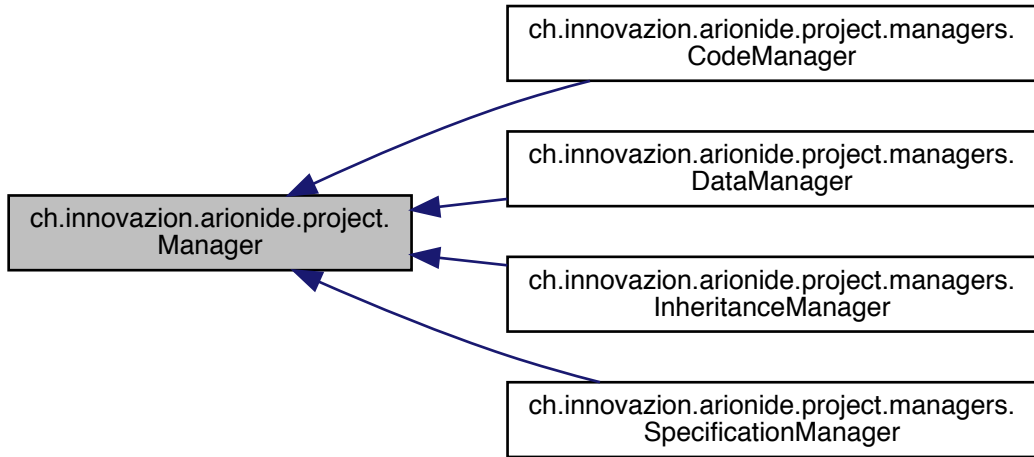 ch.innovazion.arionide.project.managers.
CodeManager
ch.innovazion.arionide.project.managers.
DataManager
ch.innovazion.arionide.project.
Manager
ch.innovazion.arionide.project.managers.
InheritanceManager
ch.innovazion.arionide.project.managers.
SpecificationManager